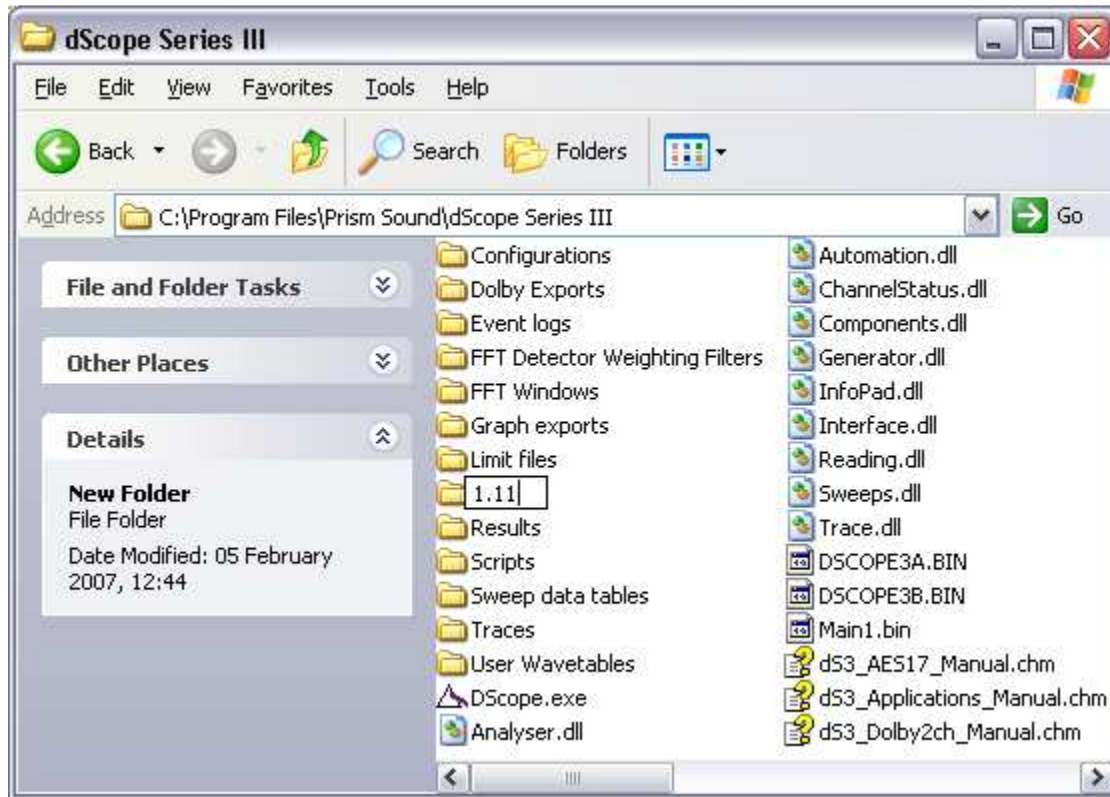 dScope Series III
File Edit View Favorites Tools Help
Back Search Folders
Address C:\Program Files\Prism Sound\dScope Series III Go
File and Folder Tasks
Other Places
Details
New Folder
File Folder
Date Modified: 05 February
2007, 12:44
Configurations
Dolby Exports
Event logs
FFT Detector Weighting Filters
FFT Windows
Graph exports
Limit files
1.11
Results
Scripts
Sweep data tables
Traces
User Wavetables
DScope.exe
Analyser.dll
Automation.dll
ChannelStatus.dll
Components.dll
Generator.dll
InfoPad.dll
Interface.dll
Reading.dll
Sweeps.dll
Trace.dll
DSCOPE3A.BIN
DSCOPE3B.BIN
Main1.bin
dS3_AES17_Manual.chm
dS3_Applications_Manual.chm
dS3_Dolby2ch_Manual.chm